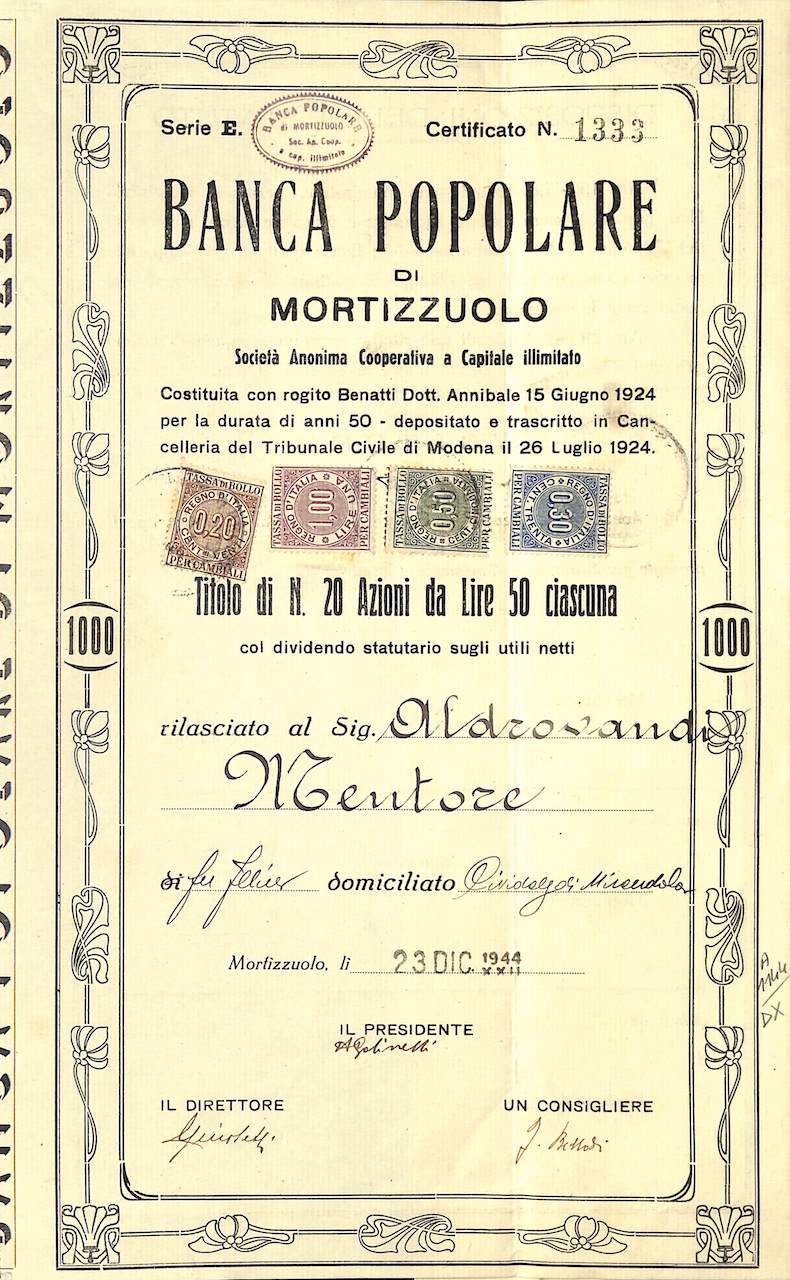 Serie E.
BANCA POPOLARE
di MORTIZZUOLO
Soc. An. Coop.
a cap. illimitato
Certificato N. 1333
BANCA POPOLARE
DI
MORTIZZUOLO
Società Anonima Cooperativa a Capitale illimitato
Costituita con rogito Benatti Dott. Annibale 15 Giugno 1924
per la durata di anni 50 - depositato e trascritto in Can-
celleria del Tribunale Civile di Modena il 26 Luglio 1924.
TASSA DI BOLLO
REGNO D'ITALIA
0.20
CENT. VENTI
PER CAMBIALI
TASSA DI BOLLO
REGNO D'ITALIA
1,00
LIRE UNA
PER CAMBIALI
TASSA DI BOLLO
REGNO D'ITALIA
0,50
PER CAMBIALI
TASSA DI BOLLO
REGNO D'ITALIA
0.30
CENT. TRENTA
PER CAMBIALI
Titolo di N. 20 Azioni da Lire 50 ciascuna
1000
1000
col dividendo statutario sugli utili netti
rilasciato al Sig. Aldrovandi
Mentore
di fu Felice domiciliato Cividale di Mirandola
Mortizzuolo, li 23 DIC. 1944
XXII
IL PRESIDENTE
IL DIRETTORE
UN CONSIGLIERE
DX